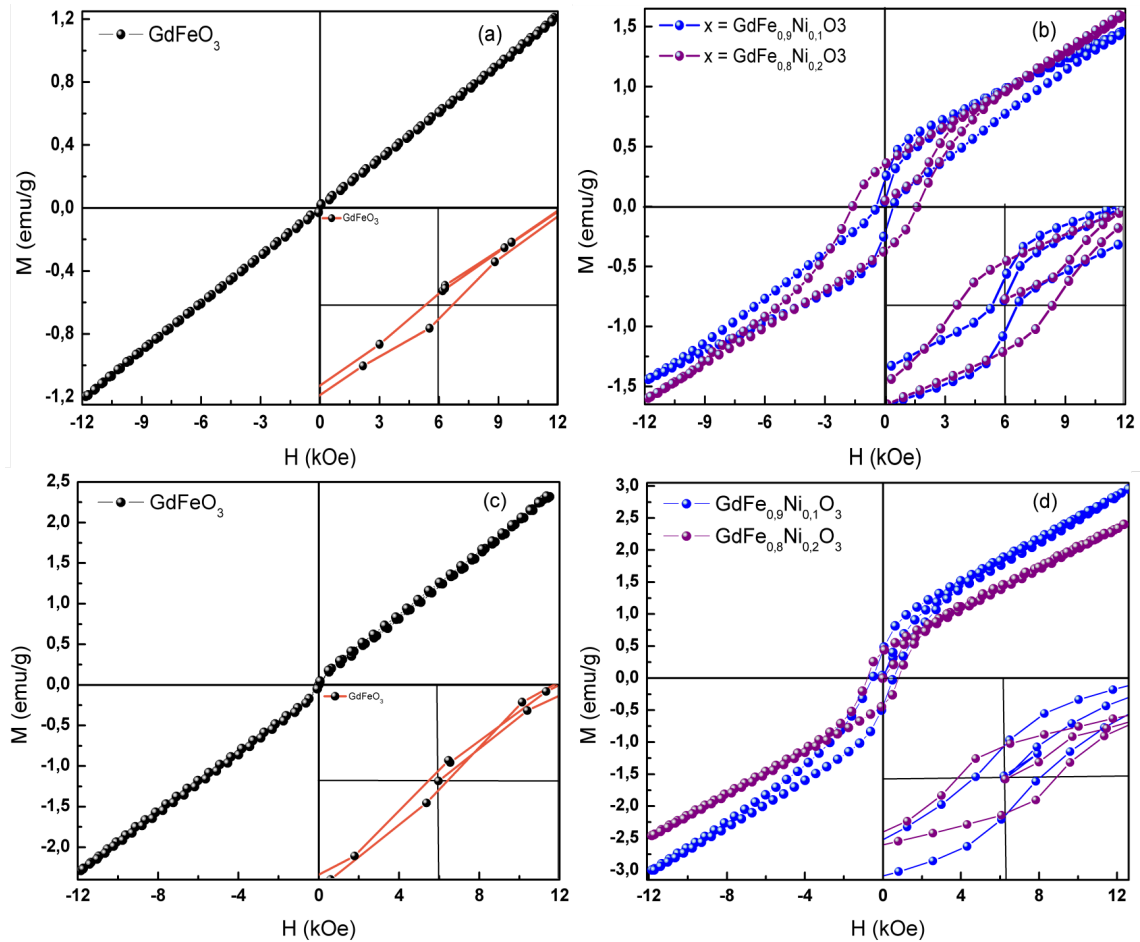 (a)
GdFeO3
M (emu/g)
1,2
0,8
0,4
0,0
-0,4
-0,8
-1,2
GdFeO3
-12 -9 -6 -3 0 3 6 9 12
H (kOe)
(b)
x = GdFe0,9Ni0,1O3
x = GdFe0,8Ni0,2O3
M (emu/g)
1,5
1,0
0,5
0,0
-0,5
-1,0
-1,5
-12 -9 -6 -3 0 3 6 9 12
H (kOe)
(c)
GdFeO3
M (emu/g)
2,5
2,0
1,5
1,0
0,5
0,0
-0,5
-1,0
-1,5
-2,0
GdFeO3
-12 -8 -4 0 4 8 12
H (kOe)
(d)
GdFe0,9Ni0,1O3
GdFe0,8Ni0,2O3
M (emu/g)
3,0
2,5
2,0
1,5
1,0
0,5
0,0
-0,5
-1,0
-1,5
-2,0
-2,5
-3,0
-12 -8 -4 0 4 8 12
H (kOe)